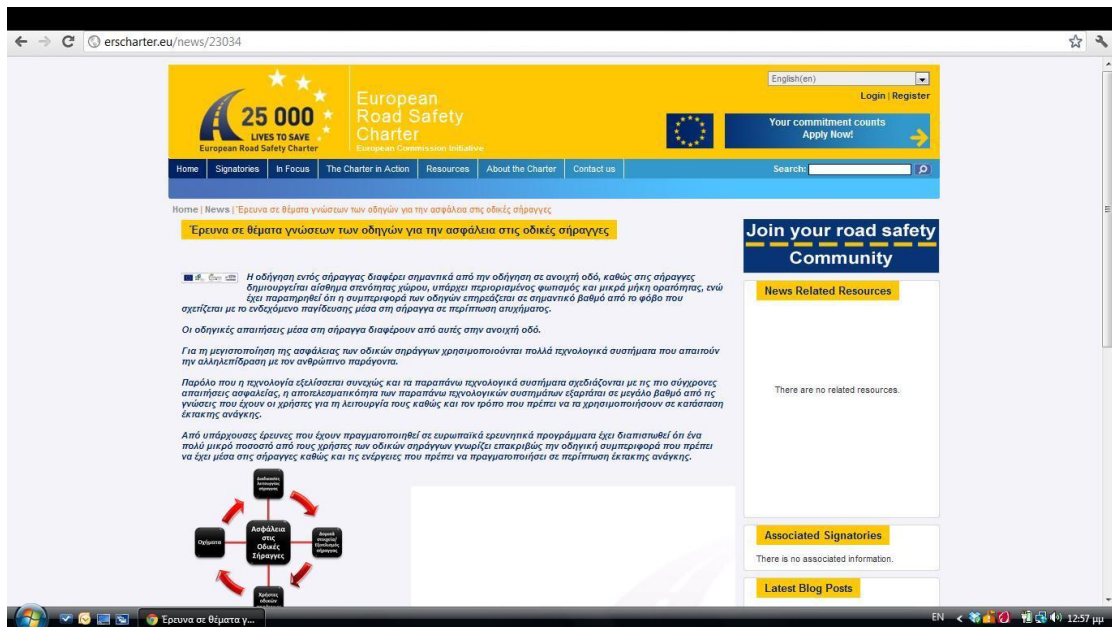 erscharter.eu/news/23034
English(en)
Login | Register
25 000
LIVES TO SAVE
European Road Safety Charter
European
Road Safety
Charter
European Commission Initiative
Your commitment counts
Apply Now!
Home Signatories In Focus The Charter in Action Resources About the Charter Contact us
Search:
Home | News | Έρευνα σε θέματα γνώσεων των οδηγών για την ασφάλεια στις οδικές σήραγγες
Έρευνα σε θέματα γνώσεων των οδηγών για την ασφάλεια στις οδικές σήραγγες
Η οδήγηση εντός σήραγγας διαφέρει σημαντικά από την οδήγηση σε ανοιχτή οδό, καθώς στις σήραγγες
δημιουργείται αίσθημα στενότητας χώρου, υπάρχει περιορισμένος φωτισμός και μικρά μήκη ορατότητας, ενώ
έχει παρατηρηθεί ότι η συμπεριφορά των οδηγών επηρεάζεται σε σημαντικό βαθμό από το φόβο που
σχετίζεται με το ενδεχόμενο παγίδευσης μέσα στη σήραγγα σε περίπτωση ατυχήματος.
Οι οδηγικές απαιτήσεις μέσα στη σήραγγα διαφέρουν από αυτές στην ανοιχτή οδό.
Για τη μεγιστοποίηση της ασφάλειας των οδικών σηράγγων χρησιμοποιούνται πολλά τεχνολογικά συστήματα που απαιτούν
την αλληλεπίδραση με τον ανθρώπινο παράγοντα.
Παρόλο που η τεχνολογία εξελίσσεται συνεχώς και τα παραπάνω τεχνολογικά συστήματα σχεδιάζονται με τις πιο σύγχρονες
απαιτήσεις ασφαλείας, η αποτελεσματικότητα των παραπάνω τεχνολογικών συστημάτων εξαρτάται σε μεγάλο βαθμό από τις
γνώσεις που έχουν οι χρήστες για τη λειτουργία τους καθώς και τον τρόπο που πρέπει να τα χρησιμοποιήσουν σε κατάσταση
έκτακτης ανάγκης.
Από υπάρχουσες έρευνες που έχουν πραγματοποιηθεί σε ευρωπαϊκά ερευνητικά προγράμματα έχει διαπιστωθεί ότι ένα
πολύ μικρό ποσοστό από τους χρήστες των οδικών σηράγγων γνωρίζει επακριβώς την οδηγική συμπεριφορά που πρέπει
να έχει μέσα στις σήραγγες καθώς και τις ενέργειες που πρέπει να πραγματοποιήσει σε περίπτωση έκτακτης ανάγκης.
Διαδικασίες
λειτουργίας
σήραγγας
Οχήματα
Ασφάλεια
στις
Οδικές
Σήραγγες
Δομικά
στοιχεία/
Εξοπλισμός
σήραγγας
Χρήστες
οδικών
Join your road safety
Community
News Related Resources
There are no related resources.
Associated Signatories
There is no associated information.
Latest Blog Posts
Έρευνα σε θέματα γ...
EN
12:57 μμ